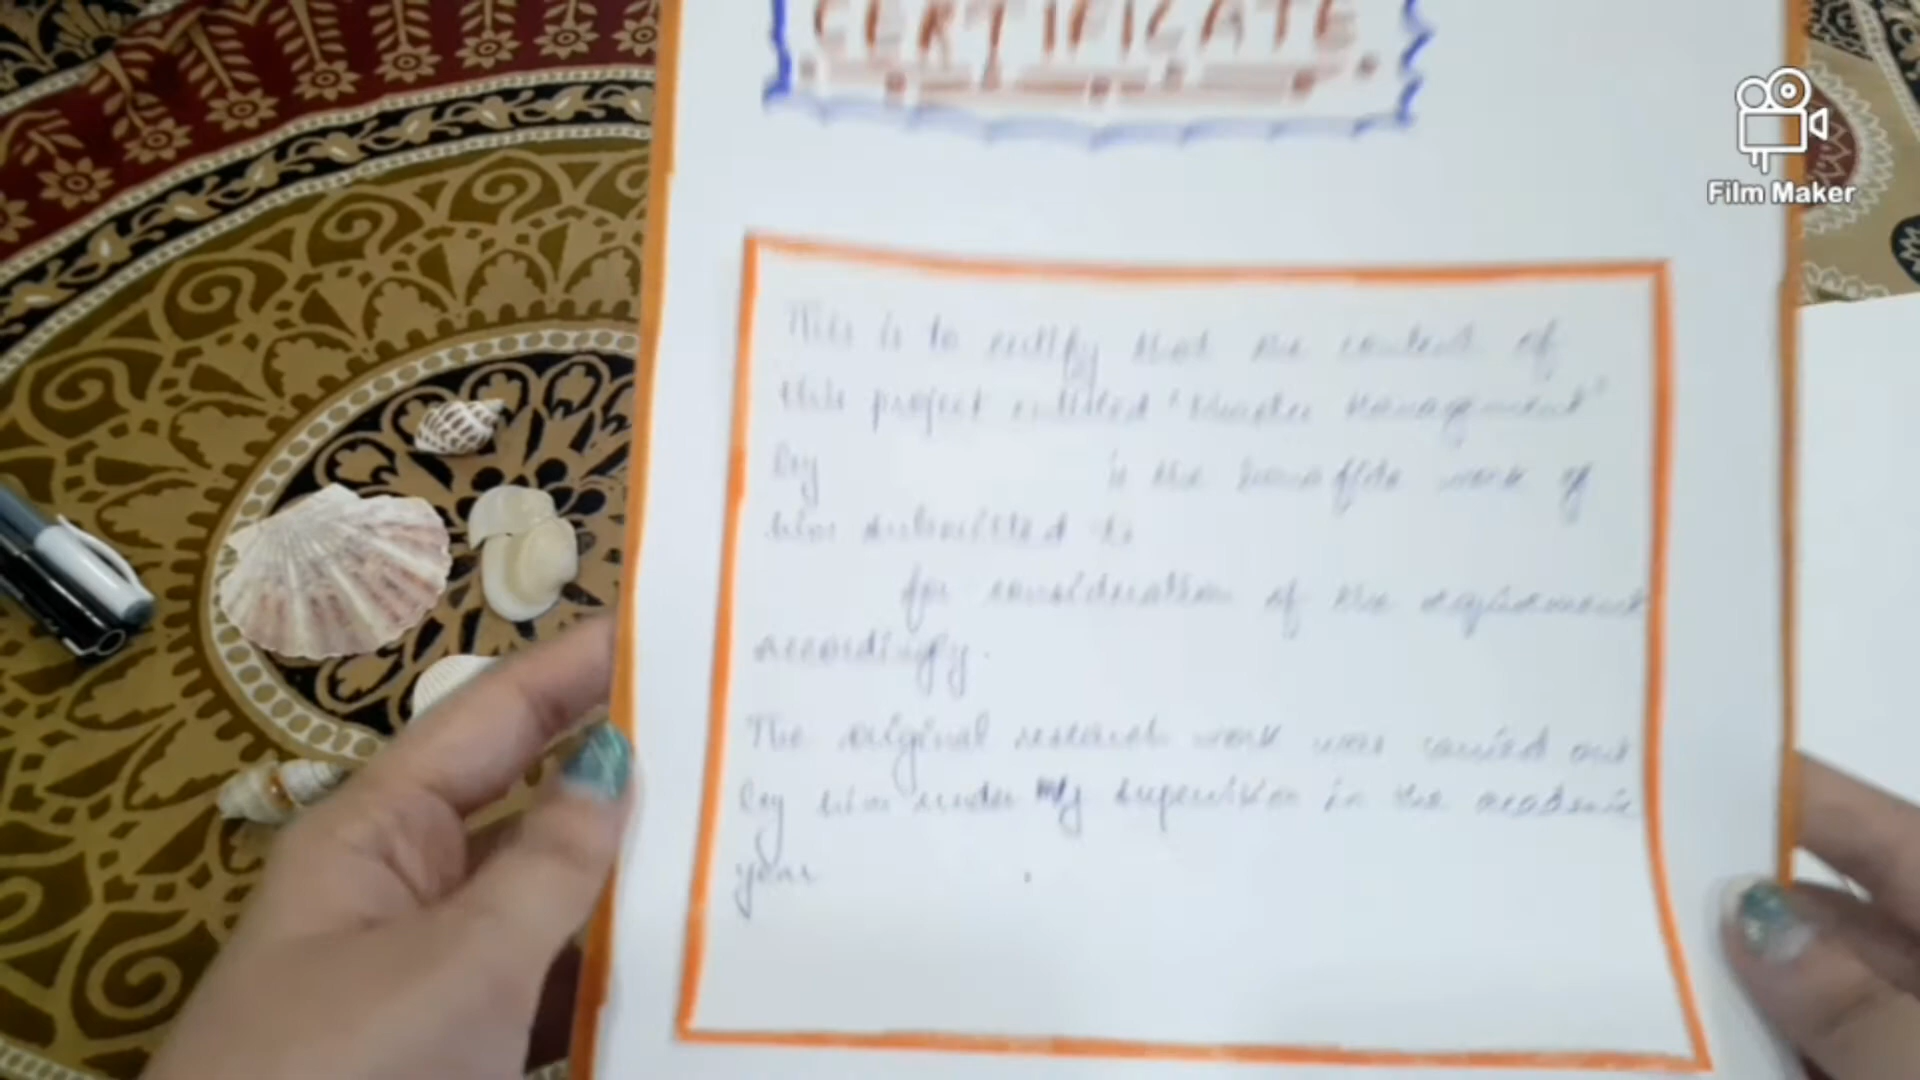 CERTIFICATE
Film Maker
This is to certify that the content of
this project entitled "Disaster Management"
by is the bonafide work of
him submitted to
for consideration of the requirement
accordingly.
The original research work was carried out
by him under my supervision in the academic
year .